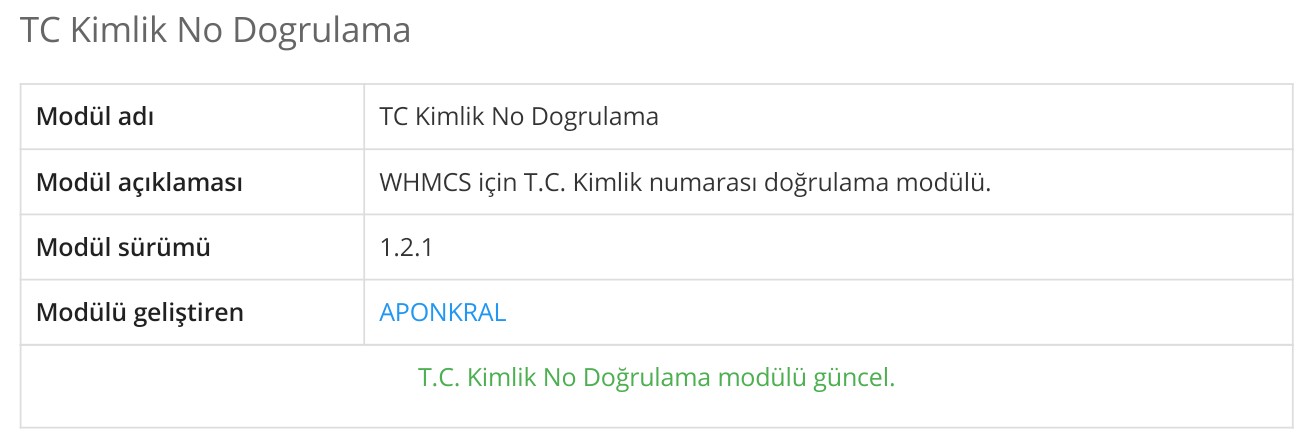 TC Kimlik No Dogrulama
Modül adı TC Kimlik No Dogrulama
Modül açıklaması WHMCS için T.C. Kimlik numarası doğrulama modülü.
Modül sürümü 1.2.1
Modülü geliştiren APONKRAL
T.C. Kimlik No Doğrulama modülü güncel.